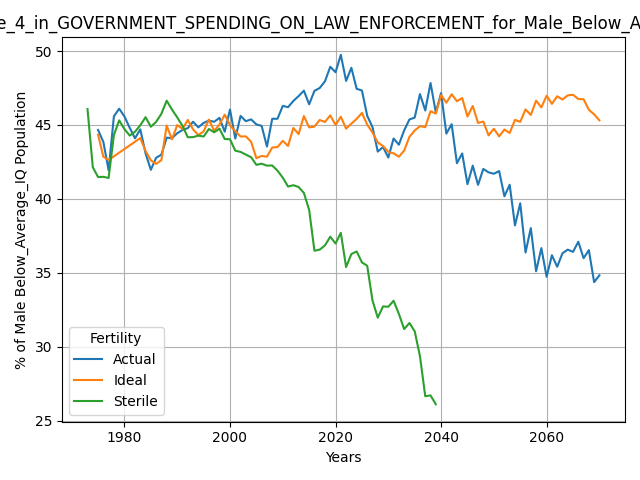 e_4_in_GOVERNMENT_SPENDING_ON_LAW_ENFORCEMENT_for_Male_Below_A
50
45
40
35
30
25
% of Male Below_Average_IQ Population
Fertility
Actual
Ideal
Sterile
1980
2000
2020
2040
2060
Years